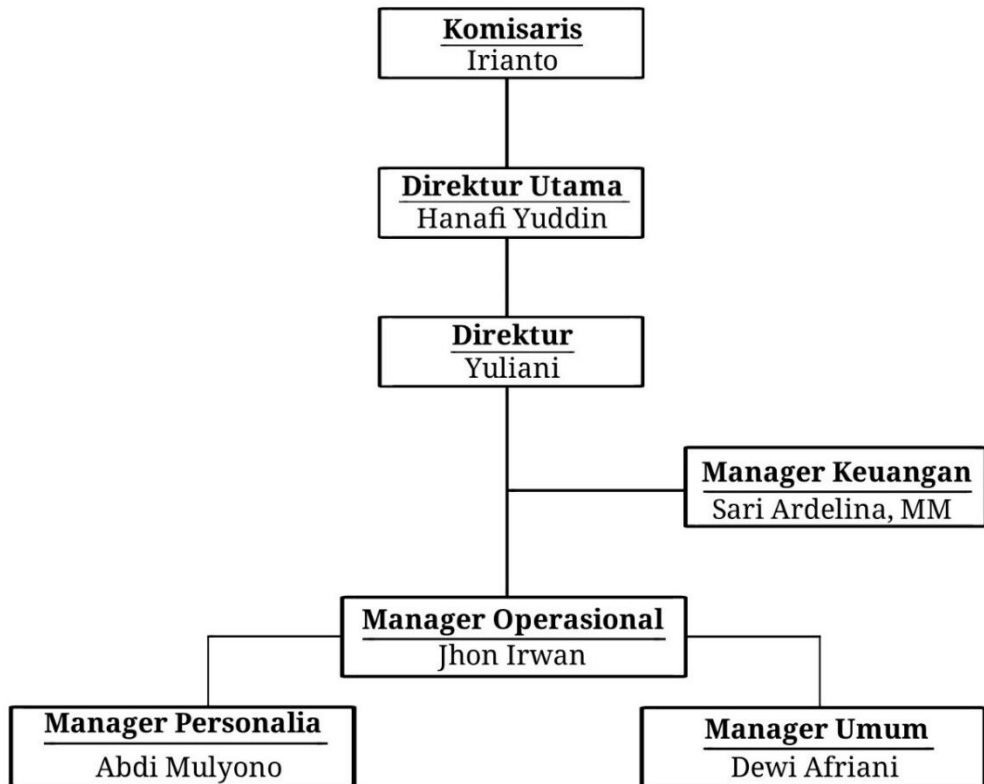 Komisaris
Irianto
Direktur Utama
Hanafi Yuddin
Direktur
Yuliani
Manager Keuangan
Sari Ardelina, MM
Manager Operasional
Jhon Irwan
Manager Personalia
Abdi Mulyono
Manager Umum
Dewi Afriani